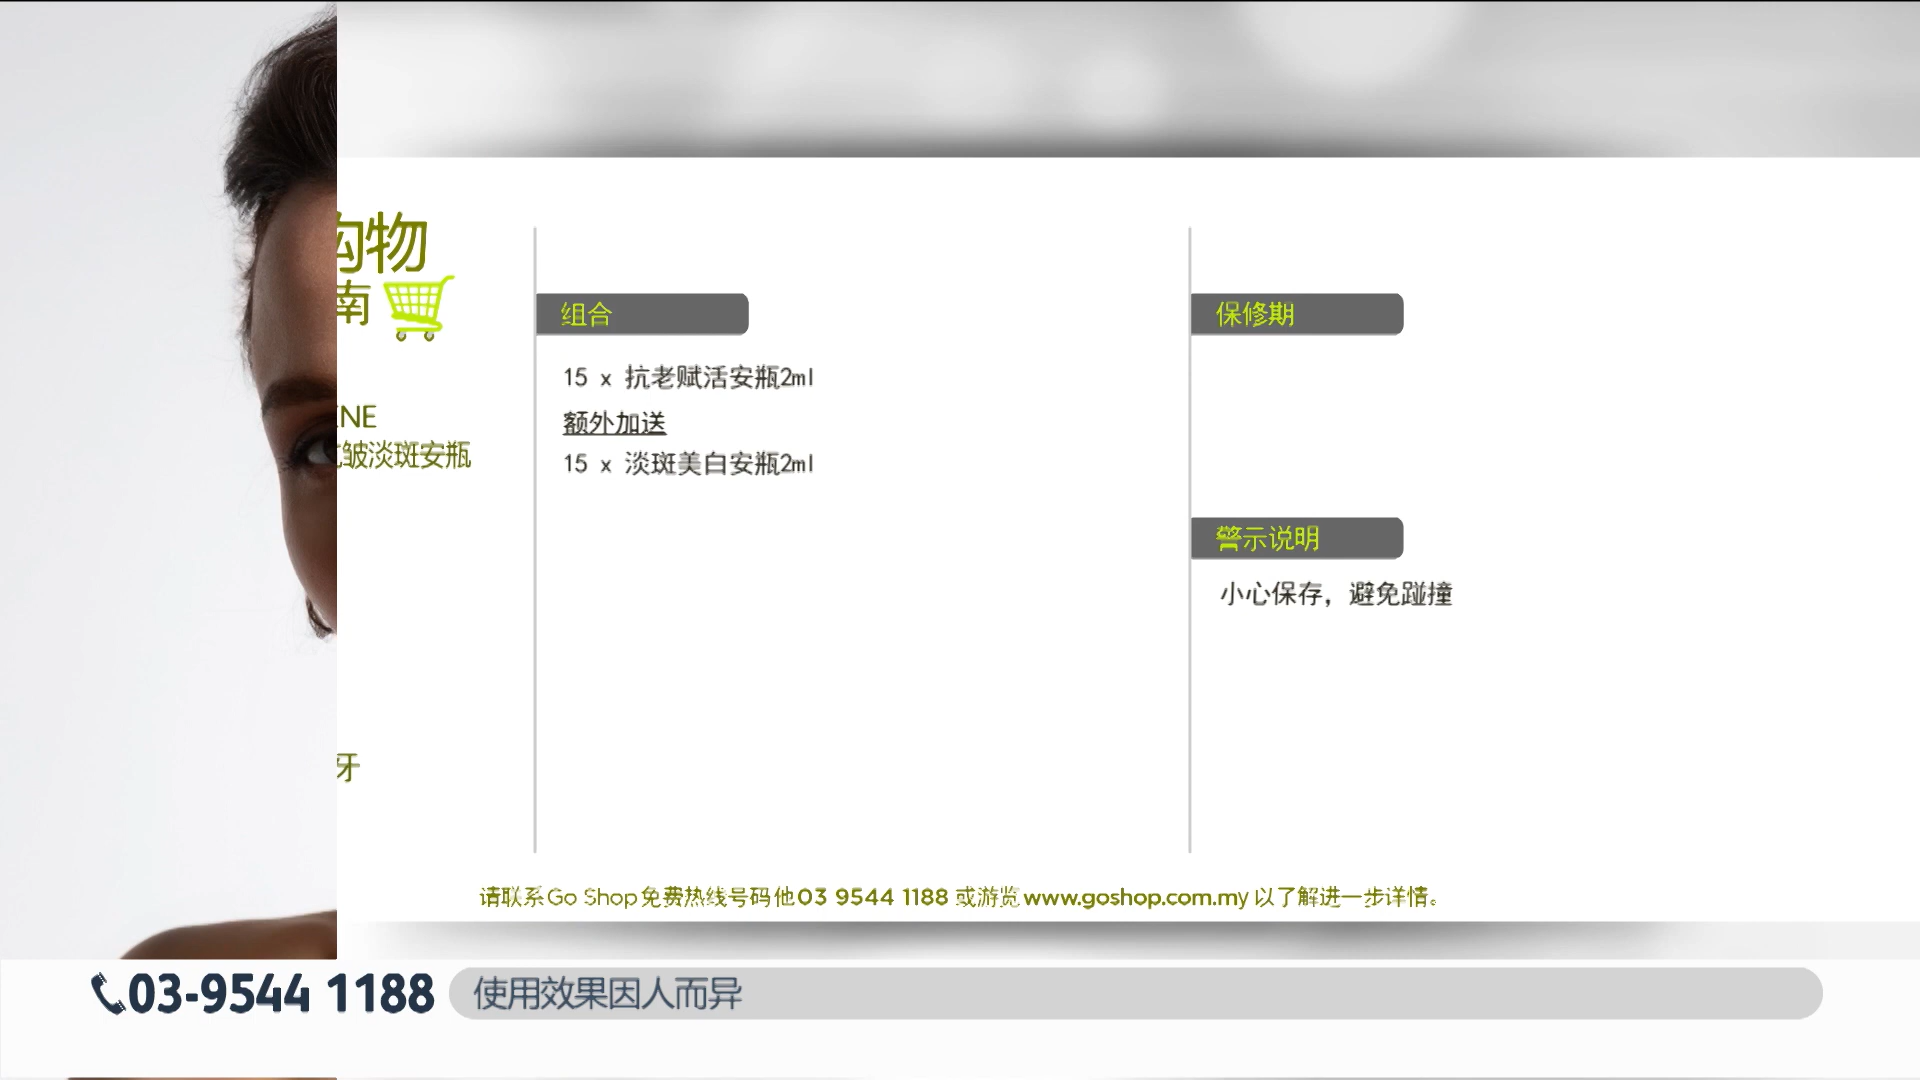 购物
南
NE
皱淡斑安瓶
牙
组合
15 x 抗老赋活安瓶2ml
额外加送
15 x 淡斑美白安瓶2ml
保修期
警示说明
小心保存，避免踫撞
请联系Go Shop免费热线号码他03 9544 1188 或游览www.goshop.com.my 以了解进一步详情。
03-9544 1188
使用效果因人而异